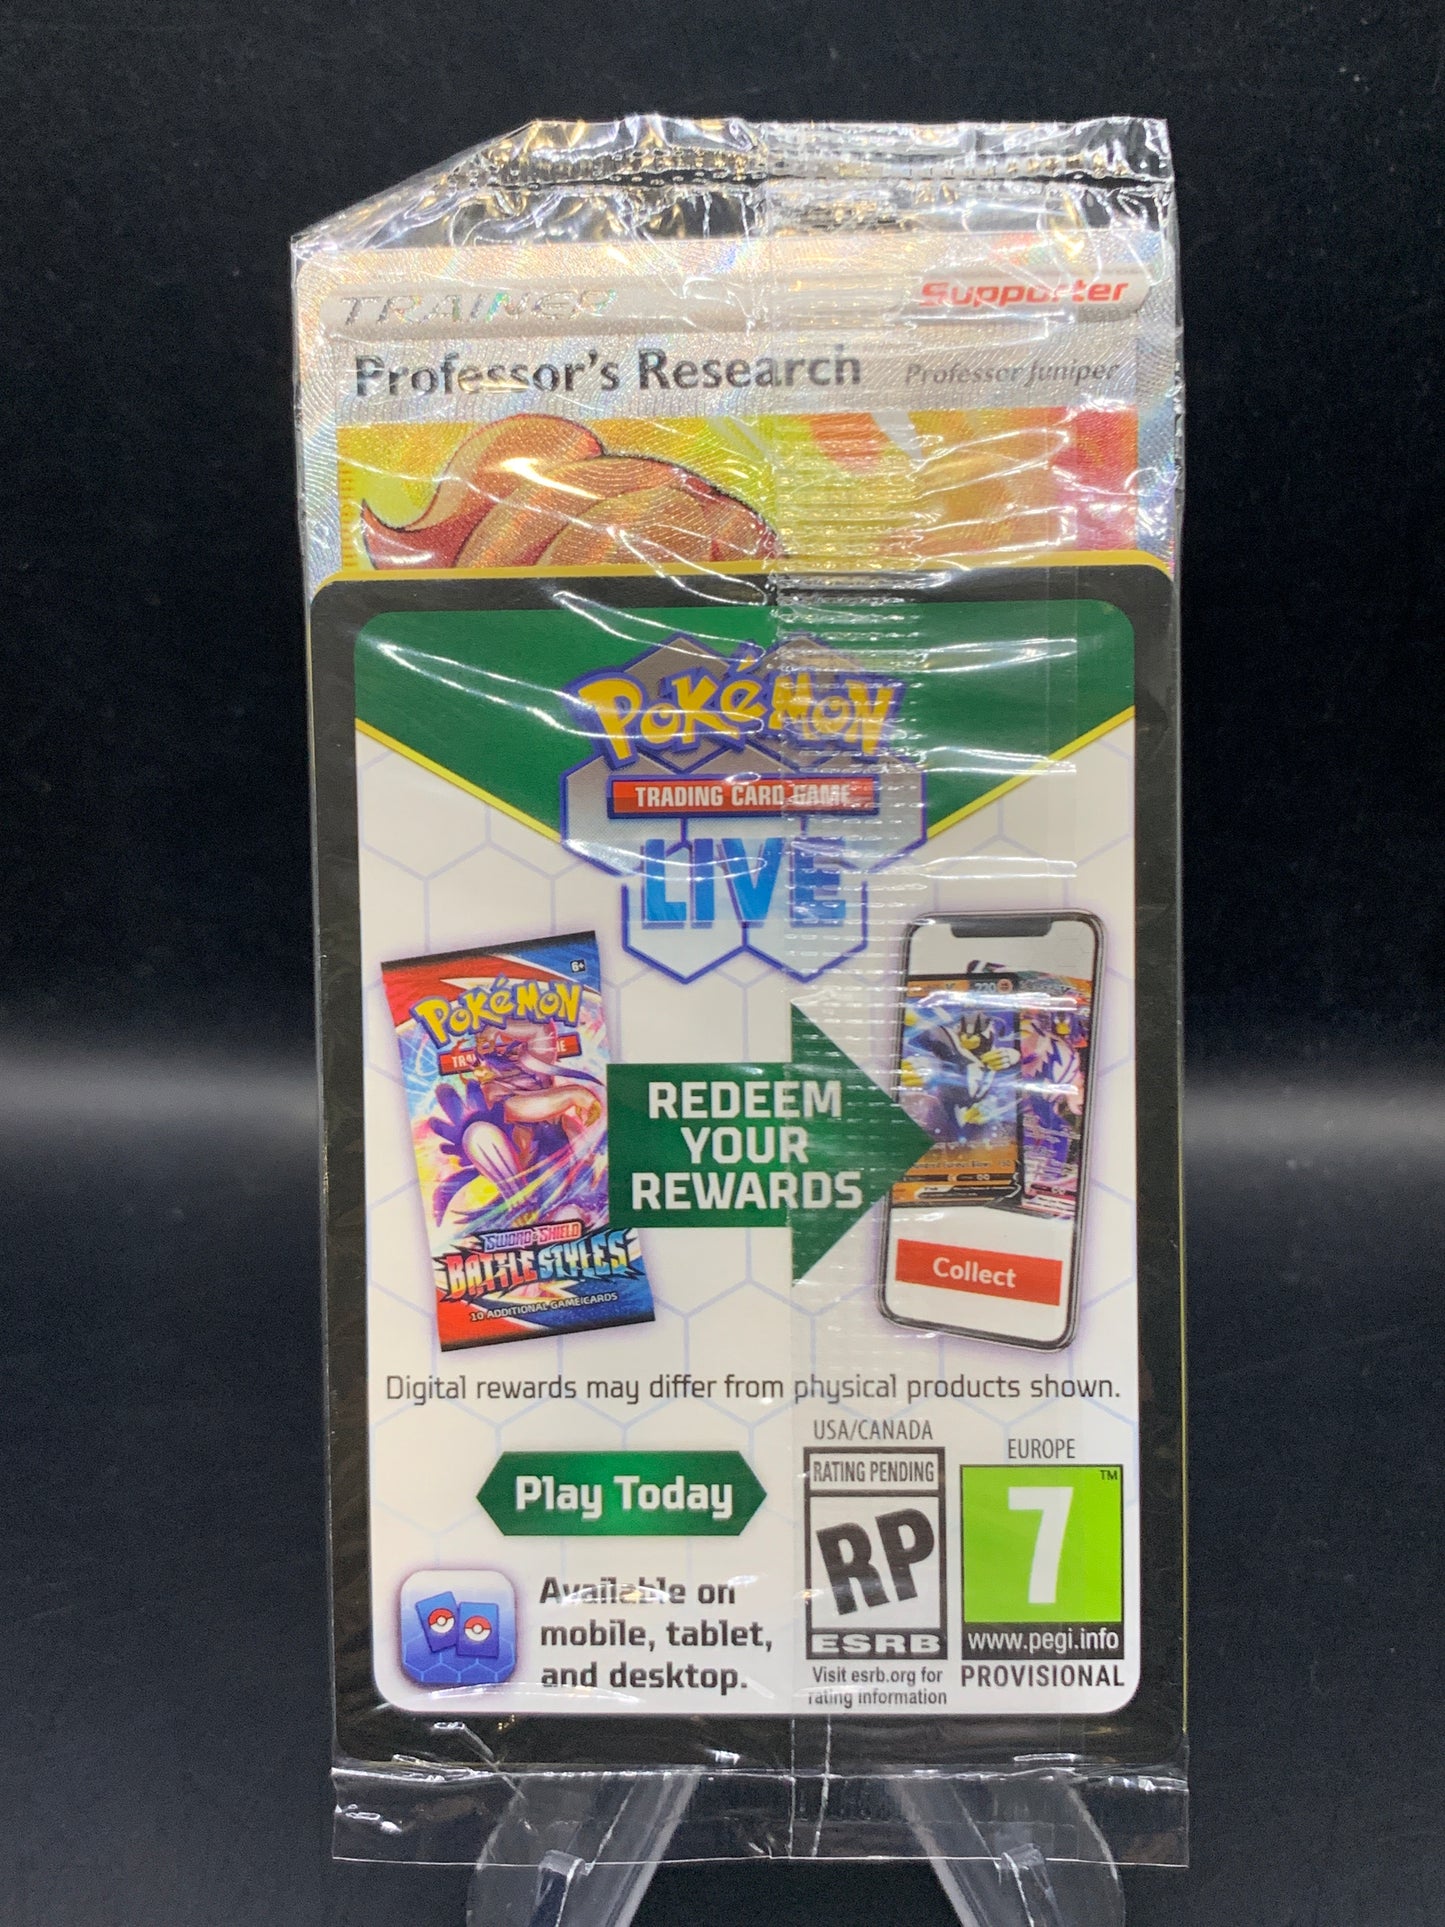 TRAINER
Supporter
Professor's Research
Professor Juniper
POKéMON
TRADING CARD GAME
LIVE
6+
POKéMON
SWORD & SHIELD
BATTLE STYLES
10 ADDITIONAL GAME CARDS
REDEEM
YOUR
REWARDS
V 220
Collect
Digital rewards may differ from physical products shown.
Play Today
Available on
mobile, tablet,
and desktop.
USA/CANADA
RATING PENDING
RP
ESRB
Visit esrb.org for
rating information
EUROPE
7™
www.pegi.info
PROVISIONAL